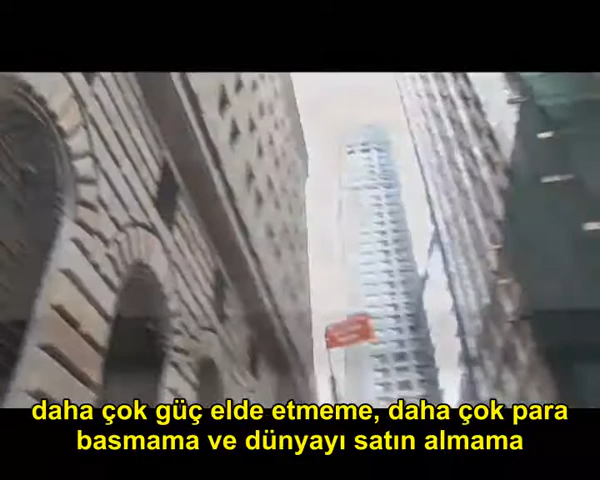 daha çok güç elde etmeme, daha çok para
basmama ve dünyayı satın almama